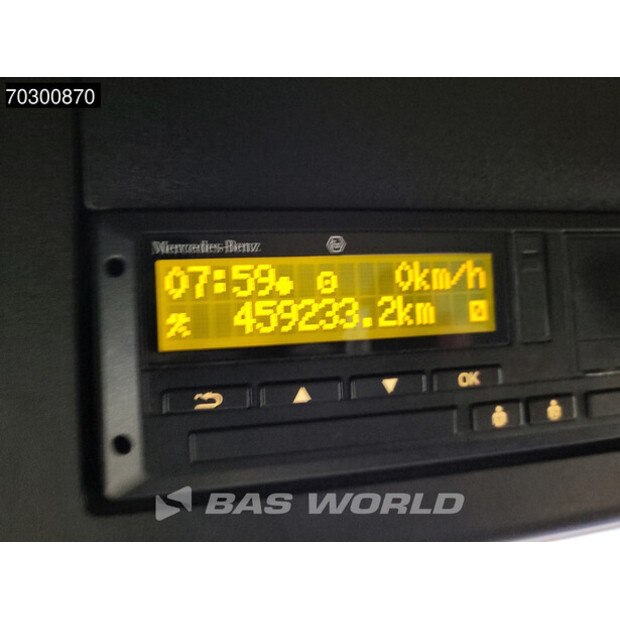 70300870
Mercedes-Benz
07:59 0km/h
459233.2km
OK
BAS WORLD